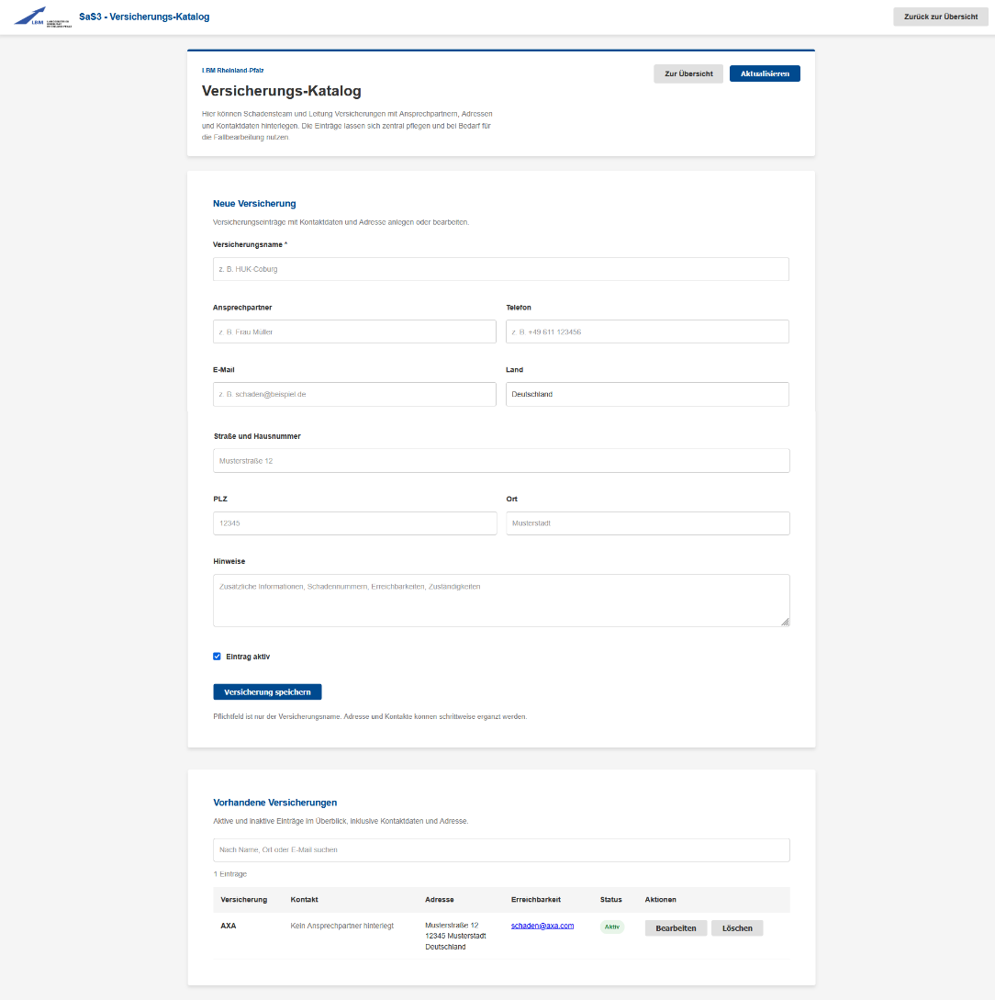 LBM
LANDESBETRIEB
MOBILITÄT
RHEINLAND-PFALZ
SaS3 - Versicherungs-Katalog
Zurück zur Übersicht
LBM Rheinland-Pfalz
Zur Übersicht
Aktualisieren
Versicherungs-Katalog
Hier können Schadensteam und Leitung Versicherungen mit Ansprechpartnern, Adressen
und Kontaktdaten hinterlegen. Die Einträge lassen sich zentral pflegen und bei Bedarf für
die Fallbearbeitung nutzen.
Neue Versicherung
Versicherungseinträge mit Kontaktdaten und Adresse anlegen oder bearbeiten.
Versicherungsname *
z. B. HUK-Coburg
Ansprechpartner
Telefon
z. B. Frau Müller
z. B. +49 611 123456
E-Mail
Land
z. B. schaden@beispiel.de
Deutschland
Straße und Hausnummer
Musterstraße 12
PLZ
Ort
12345
Musterstadt
Hinweise
Zusätzliche Informationen, Schadennummern, Erreichbarkeiten, Zuständigkeiten
Eintrag aktiv
Versicherung speichern
Pflichtfeld ist nur der Versicherungsname. Adresse und Kontakte können schrittweise ergänzt werden.
Vorhandene Versicherungen
Aktive und inaktive Einträge im Überblick, inklusive Kontaktdaten und Adresse.
Nach Name, Ort oder E-Mail suchen
1 Einträge
Versicherung Kontakt Adresse Erreichbarkeit Status Aktionen
AXA Kein Ansprechpartner hinterlegt Musterstraße 12 schaden@axa.com Aktiv Bearbeiten Löschen
12345 Musterstadt
Deutschland